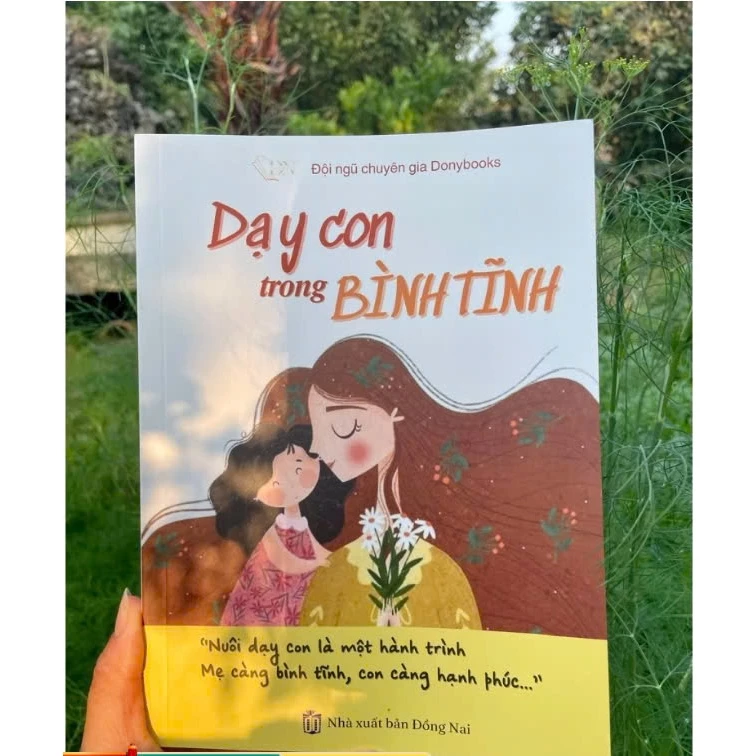 Đội ngũ chuyên gia Donybooks
Dạy con
trong BÌNH TĨNH
"Nuôi dạy con là một hành trình
Mẹ càng bình tĩnh, con càng hạnh phúc..."
Nhà xuất bản Đồng Nai